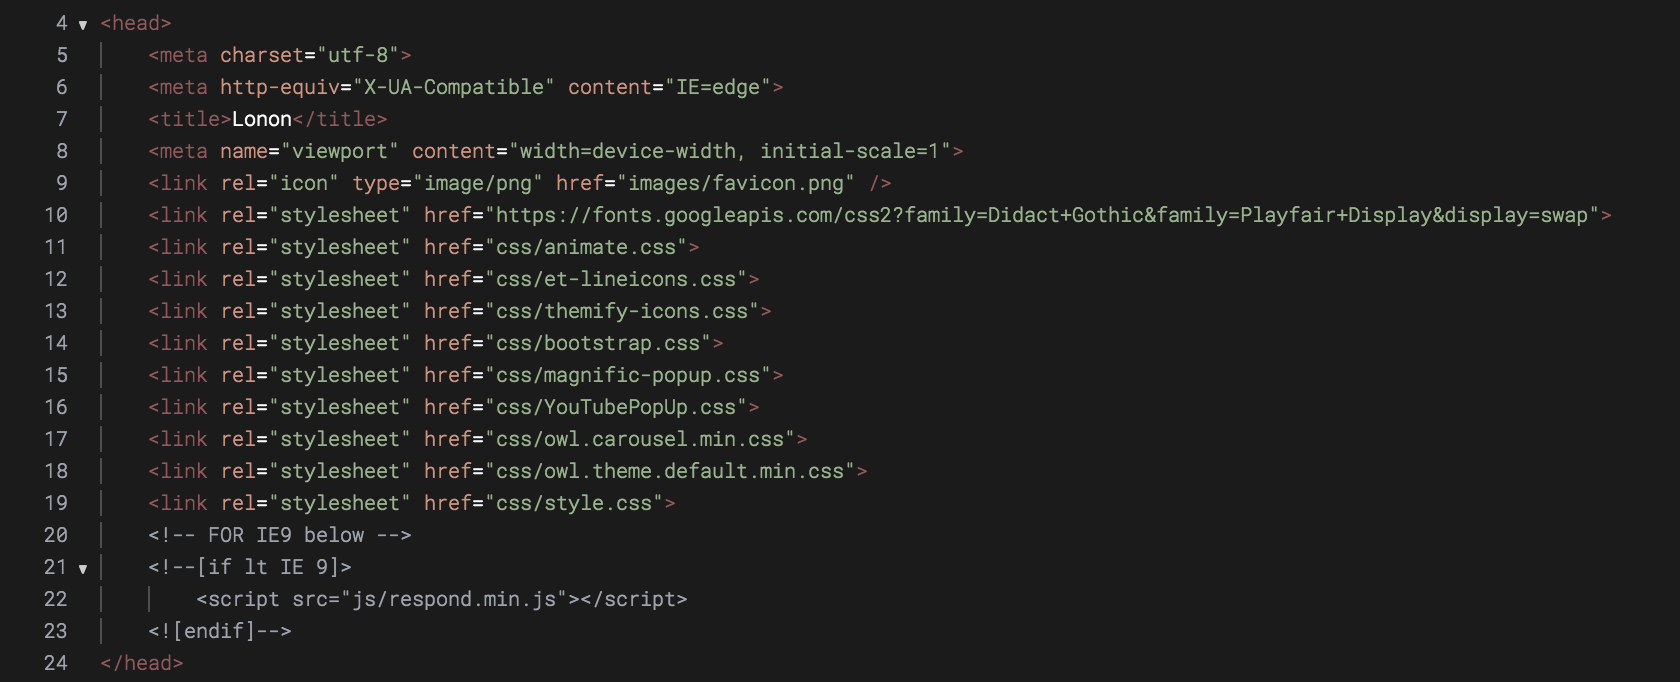 4 <head>
5 <meta charset="utf-8">
6 <meta http-equiv="X-UA-Compatible" content="IE=edge">
7 <title>Lonon</title>
8 <meta name="viewport" content="width=device-width, initial-scale=1">
9 <link rel="icon" type="image/png" href="images/favicon.png" />
10 <link rel="stylesheet" href="https://fonts.googleapis.com/css2?family=Didact+Gothic&family=Playfair+Display&display=swap">
11 <link rel="stylesheet" href="css/animate.css">
12 <link rel="stylesheet" href="css/et-lineicons.css">
13 <link rel="stylesheet" href="css/themify-icons.css">
14 <link rel="stylesheet" href="css/bootstrap.css">
15 <link rel="stylesheet" href="css/magnific-popup.css">
16 <link rel="stylesheet" href="css/YouTubePopUp.css">
17 <link rel="stylesheet" href="css/owl.carousel.min.css">
18 <link rel="stylesheet" href="css/owl.theme.default.min.css">
19 <link rel="stylesheet" href="css/style.css">
20 <!-- FOR IE9 below -->
21 <!--[if lt IE 9]>
22 <script src="js/respond.min.js"></script>
23 <![endif]-->
24 </head>